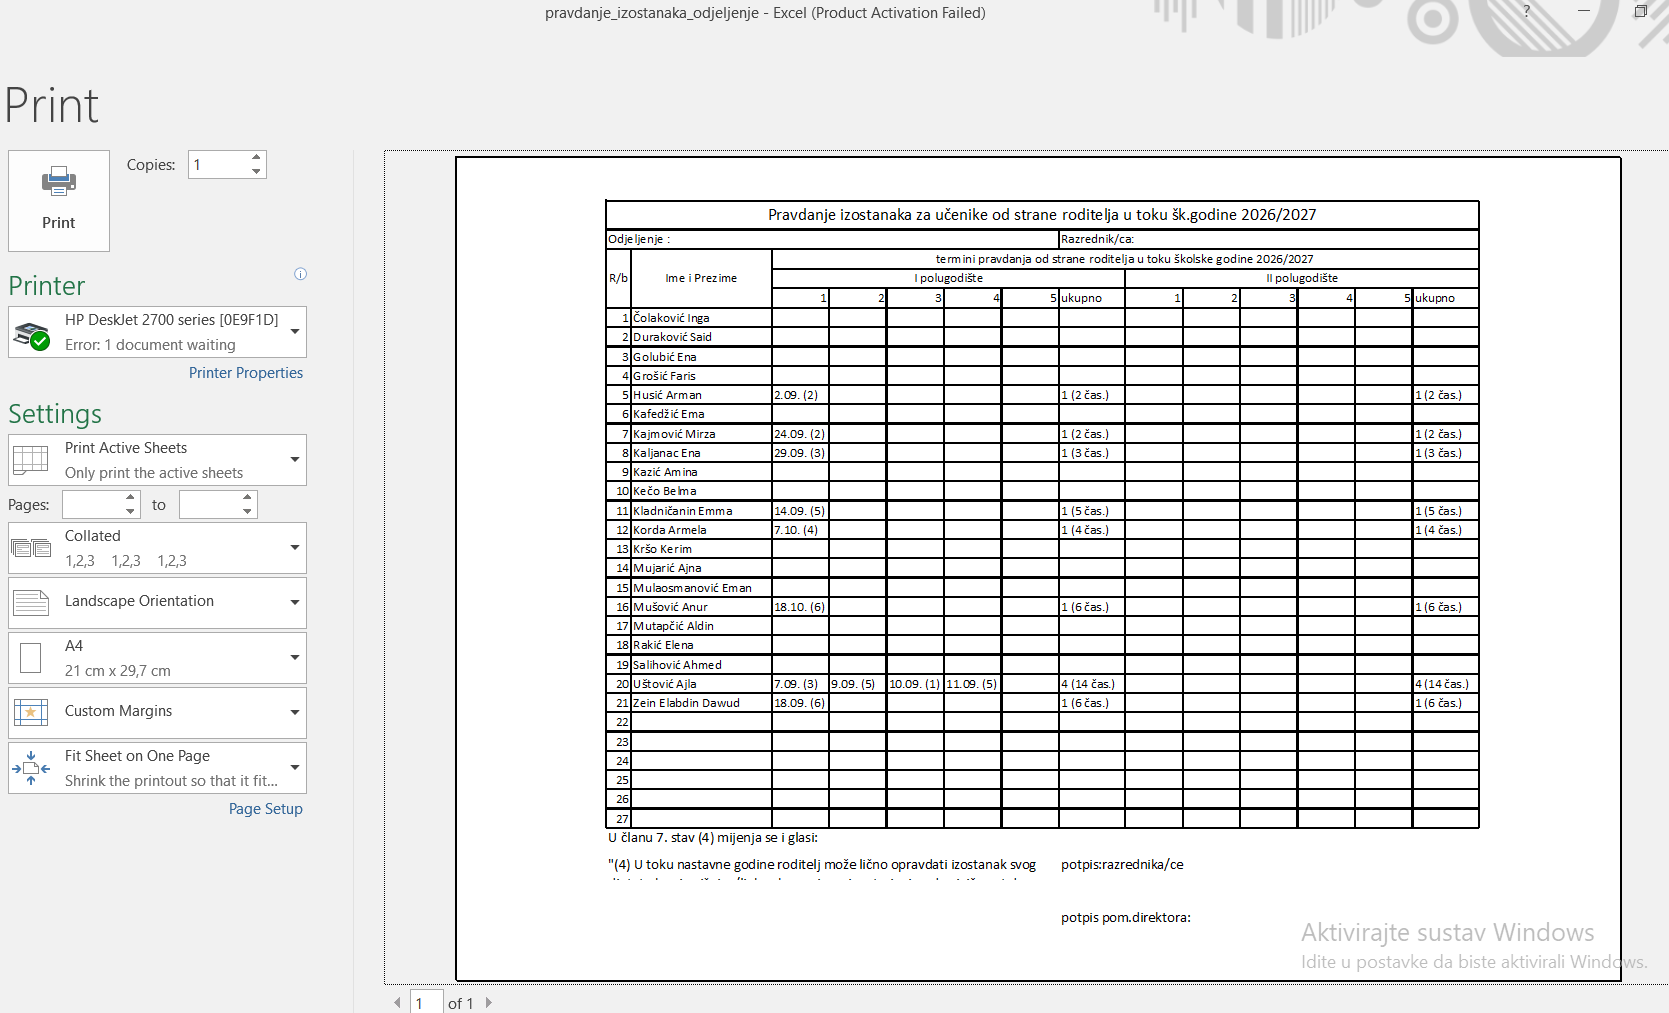 pravdanje_izostanaka_odjeljenje - Excel (Product Activation Failed)
?
Print
Print
Copies: 1
Printer
HP DeskJet 2700 series [0E9F1D]
Error: 1 document waiting
Printer Properties
Settings
Print Active Sheets
Only print the active sheets
Pages: to
Collated
1,2,3 1,2,3 1,2,3
Landscape Orientation
A4
21 cm x 29,7 cm
Custom Margins
Fit Sheet on One Page
Shrink the printout so that it fit...
Page Setup
Pravdanje izostanaka za učenike od strane roditelja u toku šk.godine 2026/2027
Odjeljenje : Razrednik/ca:
termini pravdanja od strane roditelja u toku školske godine 2026/2027
R/b Ime i Prezime I polugodište II polugodište
1 2 3 4 5 ukupno 1 2 3 4 5 ukupno
1 Čolaković Inga
2 Duraković Said
3 Golubić Ena
4 Grošić Faris
5 Husić Arman 2.09. (2) 1 (2 čas.) 1 (2 čas.)
6 Kafedžić Ema
7 Kajmović Mirza 24.09. (2) 1 (2 čas.) 1 (2 čas.)
8 Kaljanac Ena 29.09. (3) 1 (3 čas.) 1 (3 čas.)
9 Kazić Amina
10 Kečo Belma
11 Kladničanin Emma 14.09. (5) 1 (5 čas.) 1 (5 čas.)
12 Korda Armela 7.10. (4) 1 (4 čas.) 1 (4 čas.)
13 Kršo Kerim
14 Mujarić Ajna
15 Mulaosmanović Eman
16 Mušović Anur 18.10. (6) 1 (6 čas.) 1 (6 čas.)
17 Mutapčić Aldin
18 Rakić Elena
19 Salihović Ahmed
20 Uštović Ajla 7.09. (3) 9.09. (5) 10.09. (1) 11.09. (5) 4 (14 čas.) 4 (14 čas.)
21 Zein Elabdin Dawud 18.09. (6) 1 (6 čas.) 1 (6 čas.)
22
23
24
25
26
27
U članu 7. stav (4) mijenja se i glasi:
"(4) U toku nastavne godine roditelj može lično opravdati izostanak svog potpis:razrednika/ce
potpis pom.direktora:
Aktivirajte sustav Windows
Idite u postavke da biste aktivirali Windows.
1 of 1